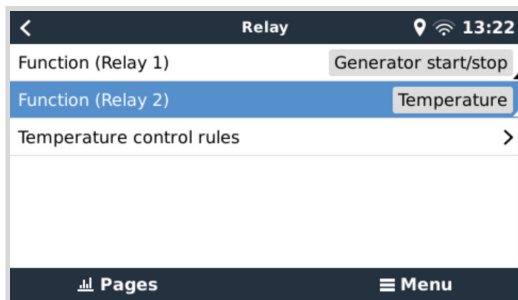 Relay 13:22
Function (Relay 1) Generator start/stop
Function (Relay 2) Temperature
Temperature control rules
Pages Menu